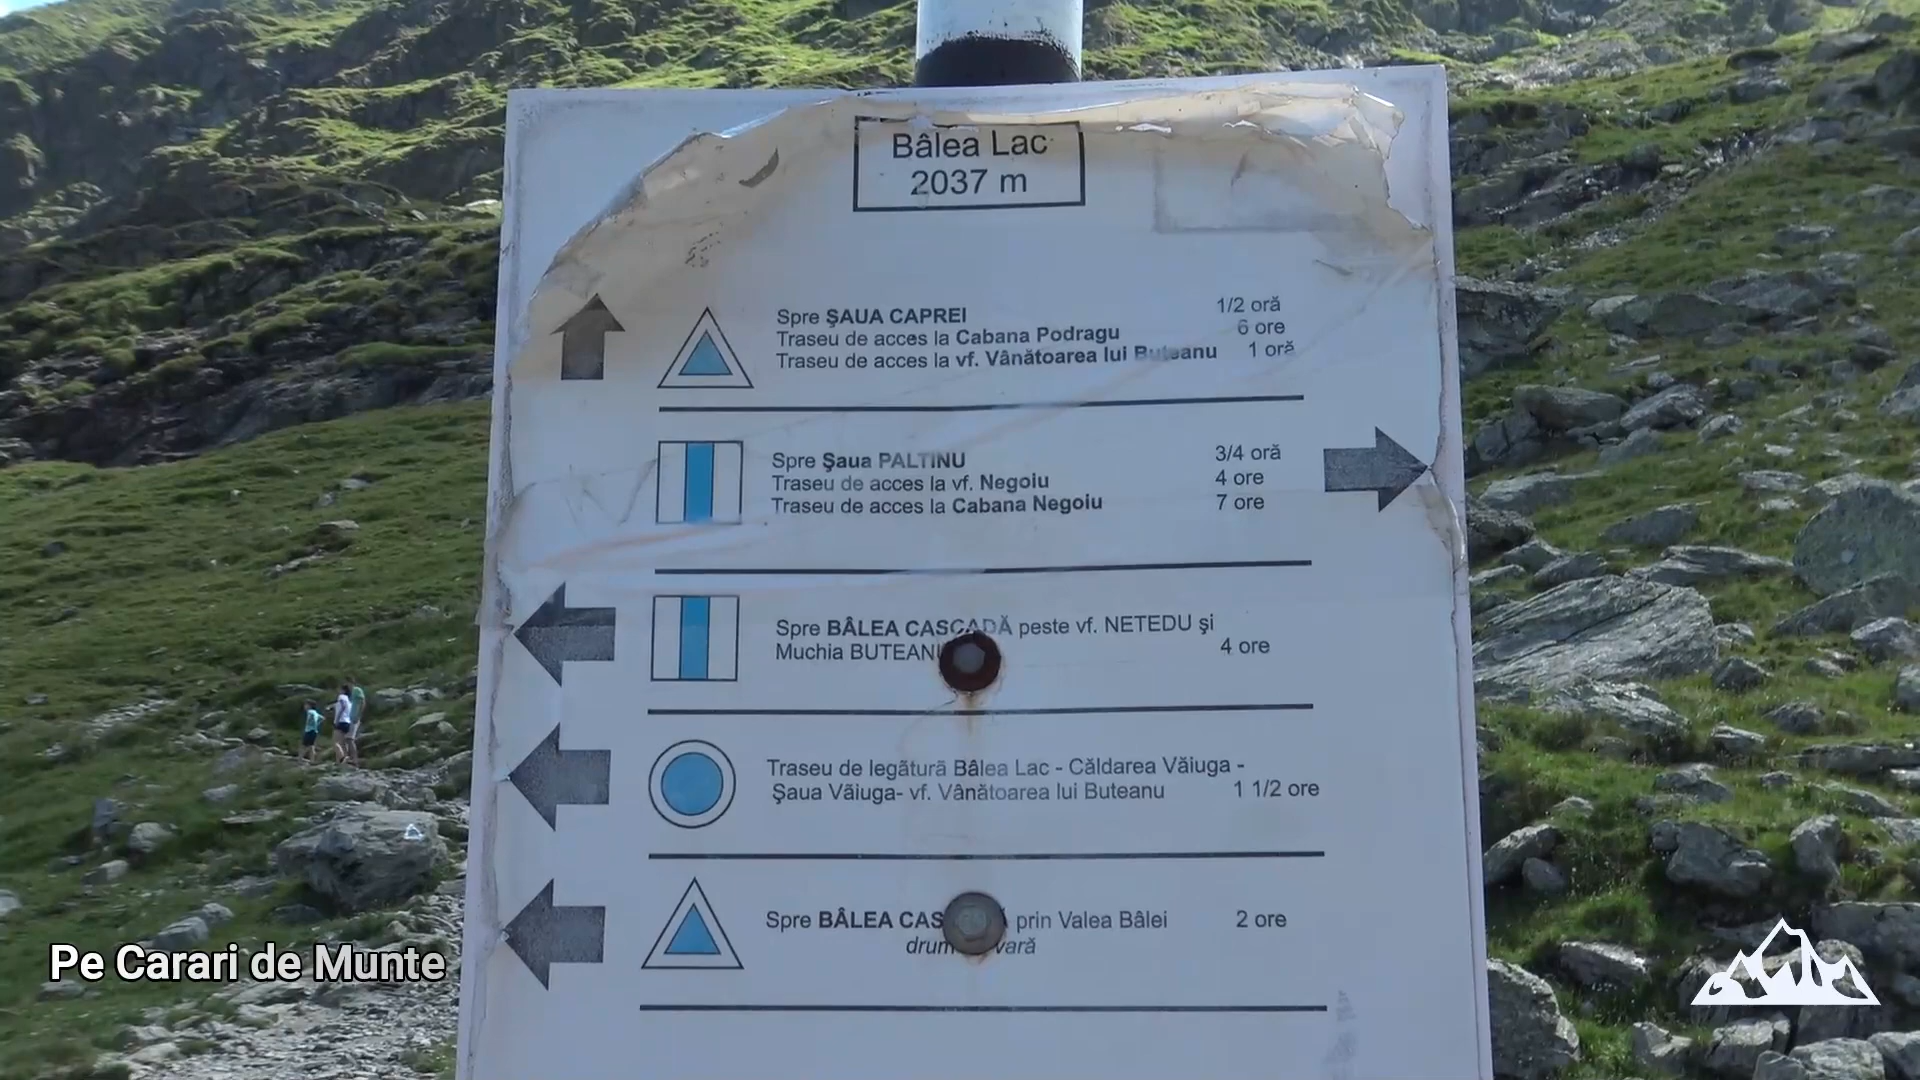 Bâlea Lac
2037 m
Spre ŞAUA CAPREI 1/2 oră
Traseu de acces la Cabana Podragu 6 ore
Traseu de acces la vf. Vânătoarea lui Buteanu 1 oră
Spre Şaua PALTINU 3/4 oră
Traseu de acces la vf. Negoiu 4 ore
Traseu de acces la Cabana Negoiu 7 ore
Spre BÂLEA CASCADĂ peste vf. NETEDU şi
Muchia 4 ore
Traseu de legătură Bâlea Lac - Căldarea Văiuga -
Şaua Văiuga- vf. Vânătoarea lui Buteanu 1 1/2 ore
Spre BÂLEA prin Valea Bâlei 2 ore
Pe Carari de Munte